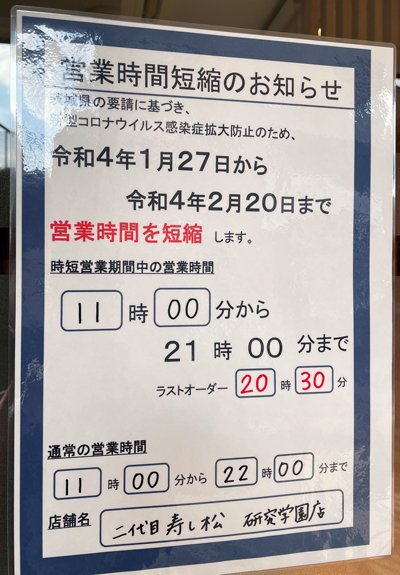 営業時間短縮のお知らせ
城県の要請に基づき、
型コロナウイルス感染症拡大防止のため、
令和4年1月27日から
令和4年2月20日まで
営業時間を短縮 します。
時短営業期間中の営業時間
11 時 00 分から
21 時 00 分まで
ラストオーダー 20 時 30 分
通常の営業時間
11 時 00 分から 22 時 00 分まで
店舗名 二代目 寿し松 研究学園店